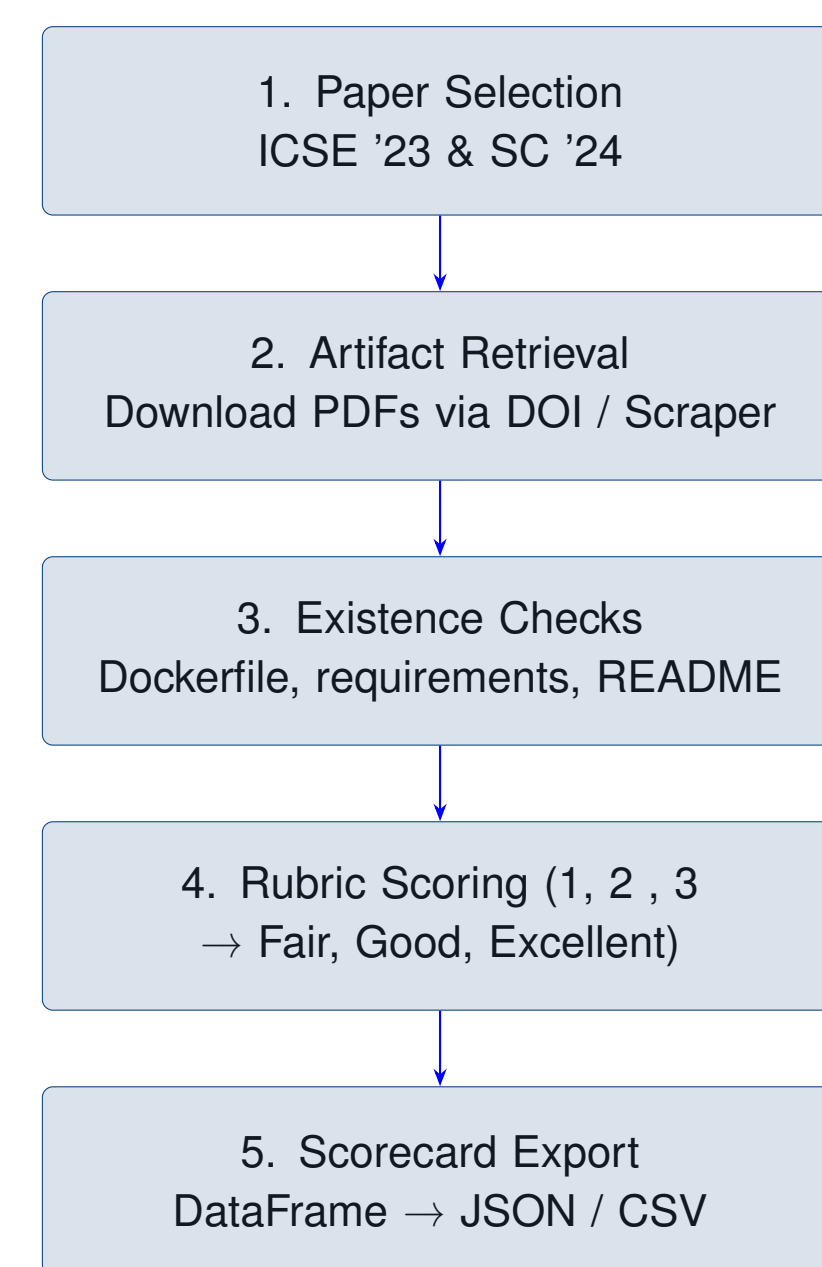 1. Paper Selection
ICSE ’23 & SC ’24
2. Artifact Retrieval
Download PDFs via DOI / Scraper
3. Existence Checks
Dockerfile, requirements, README
4. Rubric Scoring (1, 2 , 3
→ Fair, Good, Excellent)
5. Scorecard Export
DataFrame → JSON / CSV